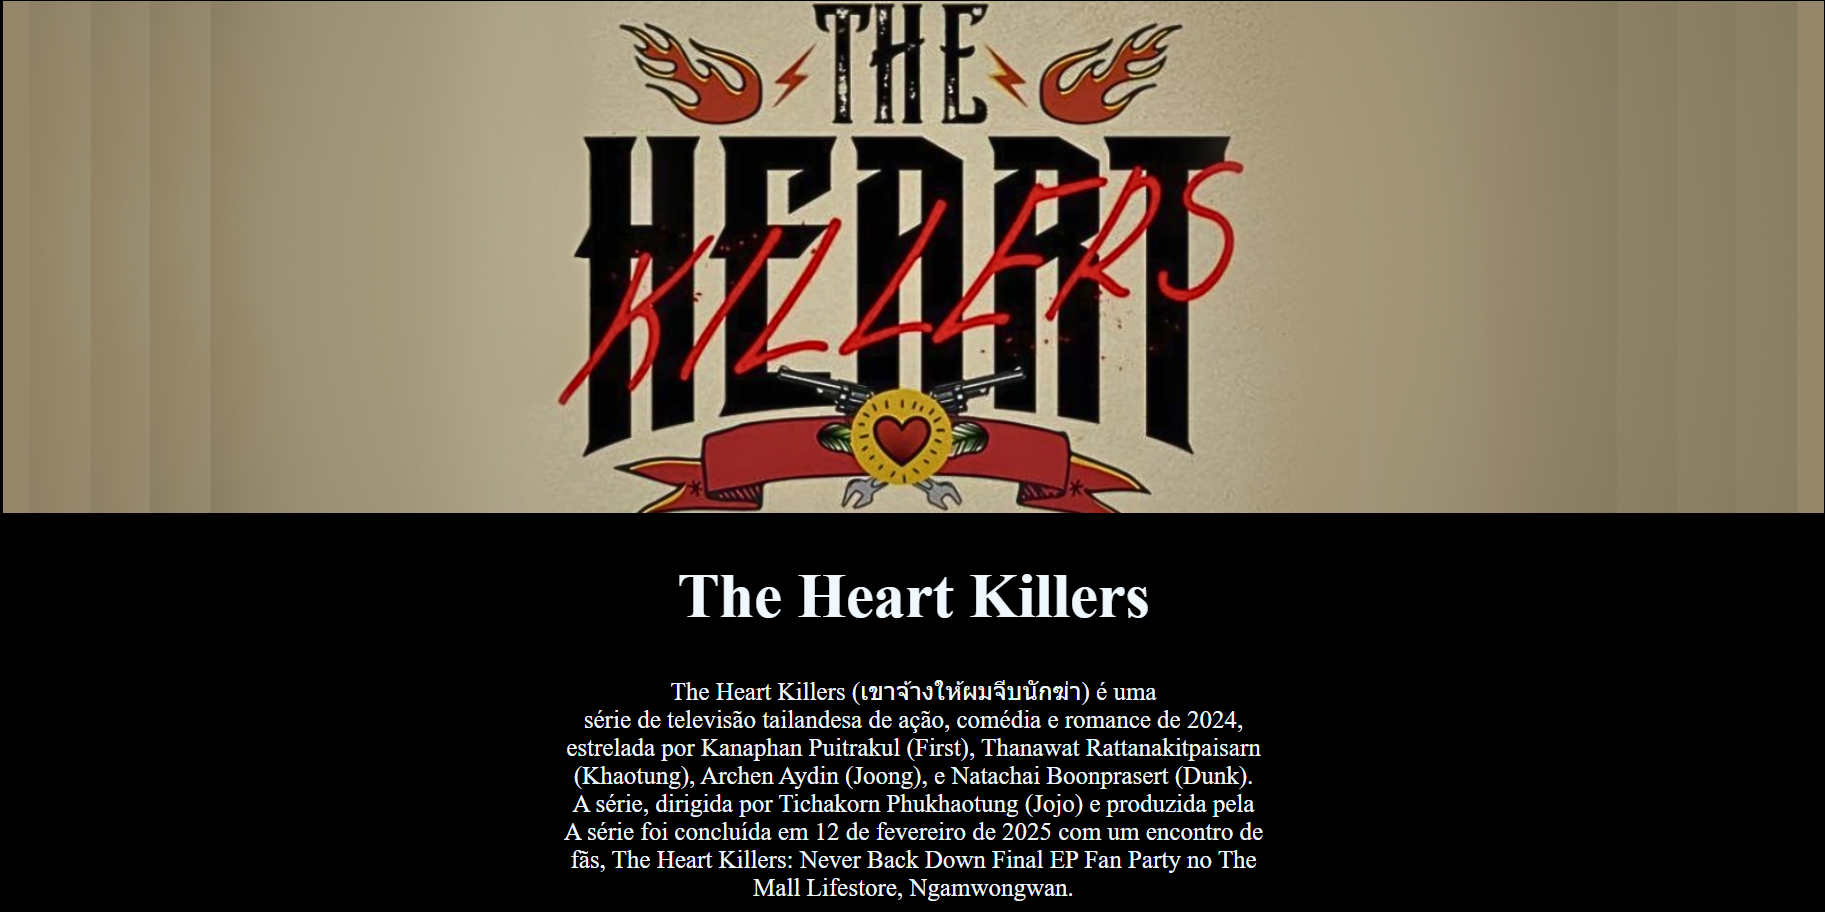 THE
HEART
KILLERS
The Heart Killers
The Heart Killers (เขาจ้างให้ผมจีบนักฆ่า) é uma
série de televisão tailandesa de ação, comédia e romance de 2024,
estrelada por Kanaphan Puitrakul (First), Thanawat Rattanakitpaisarn
(Khaotung), Archen Aydin (Joong), e Natachai Boonprasert (Dunk).
A série, dirigida por Tichakorn Phukhaotung (Jojo) e produzida pela
A série foi concluída em 12 de fevereiro de 2025 com um encontro de
fãs, The Heart Killers: Never Back Down Final EP Fan Party no The
Mall Lifestore, Ngamwongwan.